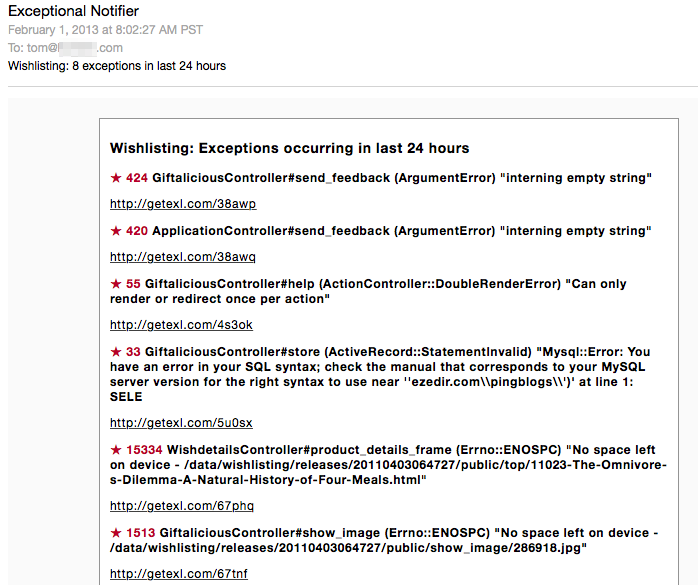 Exceptional Notifier
February 1, 2013 at 8:02:27 AM PST
To: tom@ .com
Wishlisting: 8 exceptions in last 24 hours
Wishlisting: Exceptions occurring in last 24 hours
★ 424 GiftaliciousController#send_feedback (ArgumentError) "interning empty string"
http://getexl.com/38awp
★ 420 ApplicationController#send_feedback (ArgumentError) "interning empty string"
http://getexl.com/38awq
★ 55 GiftaliciousController#help (ActionController::DoubleRenderError) "Can only
render or redirect once per action"
http://getexl.com/4s3ok
★ 33 GiftaliciousController#store (ActiveRecord::StatementInvalid) "Mysql::Error: You
have an error in your SQL syntax; check the manual that corresponds to your MySQL
server version for the right syntax to use near ''ezedir.com\\pingblogs\\')' at line 1:
SELE
http://getexl.com/5u0sx
★ 15334 WishdetailsController#product_details_frame (Errno::ENOSPC) "No space left
on device - /data/wishlisting/releases/20110403064727/public/top/11023-The-Omnivore-
s-Dilemma-A-Natural-History-of-Four-Meals.html"
http://getexl.com/67phq
★ 1513 GiftaliciousController#show_image (Errno::ENOSPC) "No space left on device -
/data/wishlisting/releases/20110403064727/public/show_image/286918.jpg"
http://getexl.com/67tnf